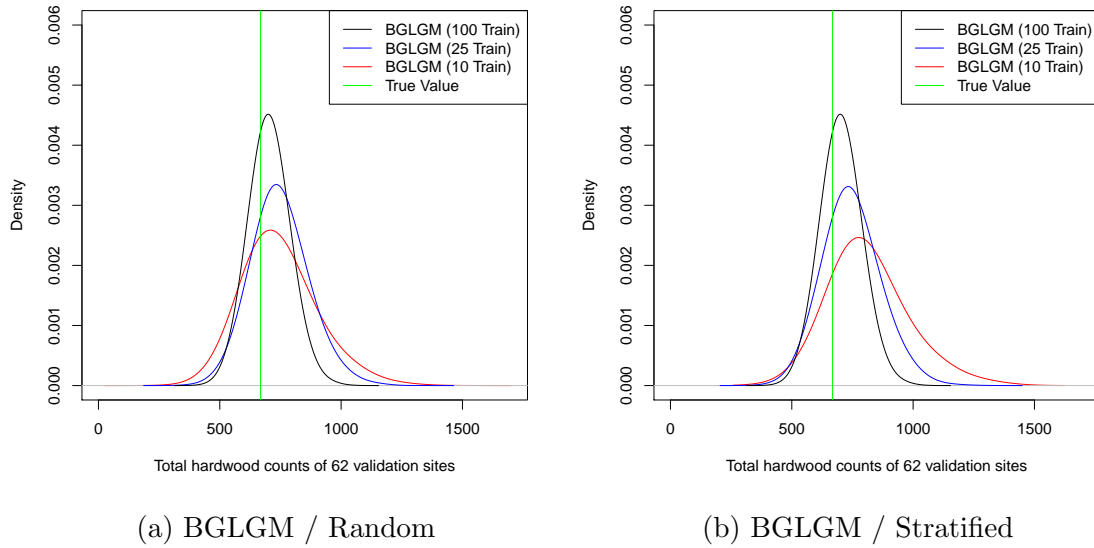 BGLGM (100 Train)
BGLGM (25 Train)
BGLGM (10 Train)
True Value
Density
0.000
0.001
0.002
0.003
0.004
0.005
0.006
0
500
1000
1500
Total hardwood counts of 62 validation sites
(a) BGLGM / Random
BGLGM (100 Train)
BGLGM (25 Train)
BGLGM (10 Train)
True Value
Density
0.000
0.001
0.002
0.003
0.004
0.005
0.006
0
500
1000
1500
Total hardwood counts of 62 validation sites
(b) BGLGM / Stratified